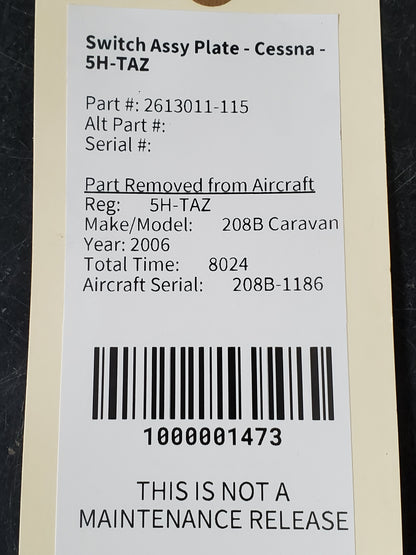 Switch Assy Plate - Cessna -
5H-TAZ
Part #: 2613011-115
Alt Part #:
Serial #:
Part Removed from Aircraft
Reg: 5H-TAZ
Make/Model: 208B Caravan
Year: 2006
Total Time: 8024
Aircraft Serial: 208B-1186
1000001473
THIS IS NOT A
MAINTENANCE RELEASE